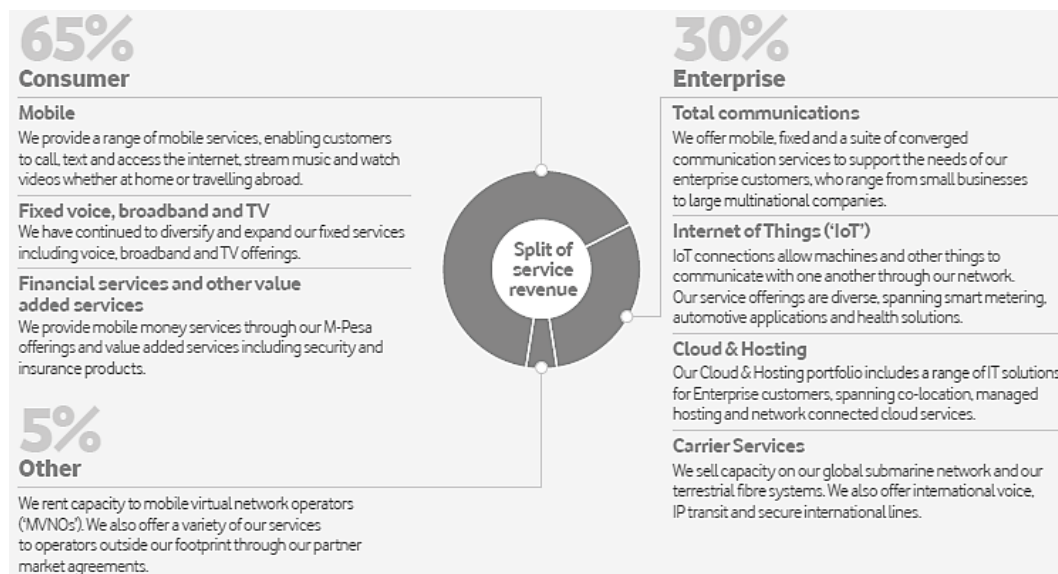 65%
Consumer
Mobile
We provide a range of mobile services, enabling customers
to call, text and access the internet, stream music and watch
videos whether at home or travelling abroad.
Fixed voice, broadband and TV
We have continued to diversify and expand our fixed services
including voice, broadband and TV offerings.
Financial services and other value
added services
We provide mobile money services through our M-Pesa
offerings and value added services including security and
insurance products.
5%
Other
We rent capacity to mobile virtual network operators
(‘MVNOs’). We also offer a variety of our services
to operators outside our footprint through our partner
market agreements.
Split of
service
revenue
30%
Enterprise
Total communications
We offer mobile, fixed and a suite of converged
communication services to support the needs of our
enterprise customers, who range from small businesses
to large multinational companies.
Internet of Things (‘IoT’)
IoT connections allow machines and other things to
communicate with one another through our network.
Our service offerings are diverse, spanning smart metering,
automotive applications and health solutions.
Cloud & Hosting
Our Cloud & Hosting portfolio includes a range of IT solutions
for Enterprise customers, spanning co-location, managed
hosting and network connected cloud services.
Carrier Services
We sell capacity on our global submarine network and our
terrestrial fibre systems. We also offer international voice,
IP transit and secure international lines.